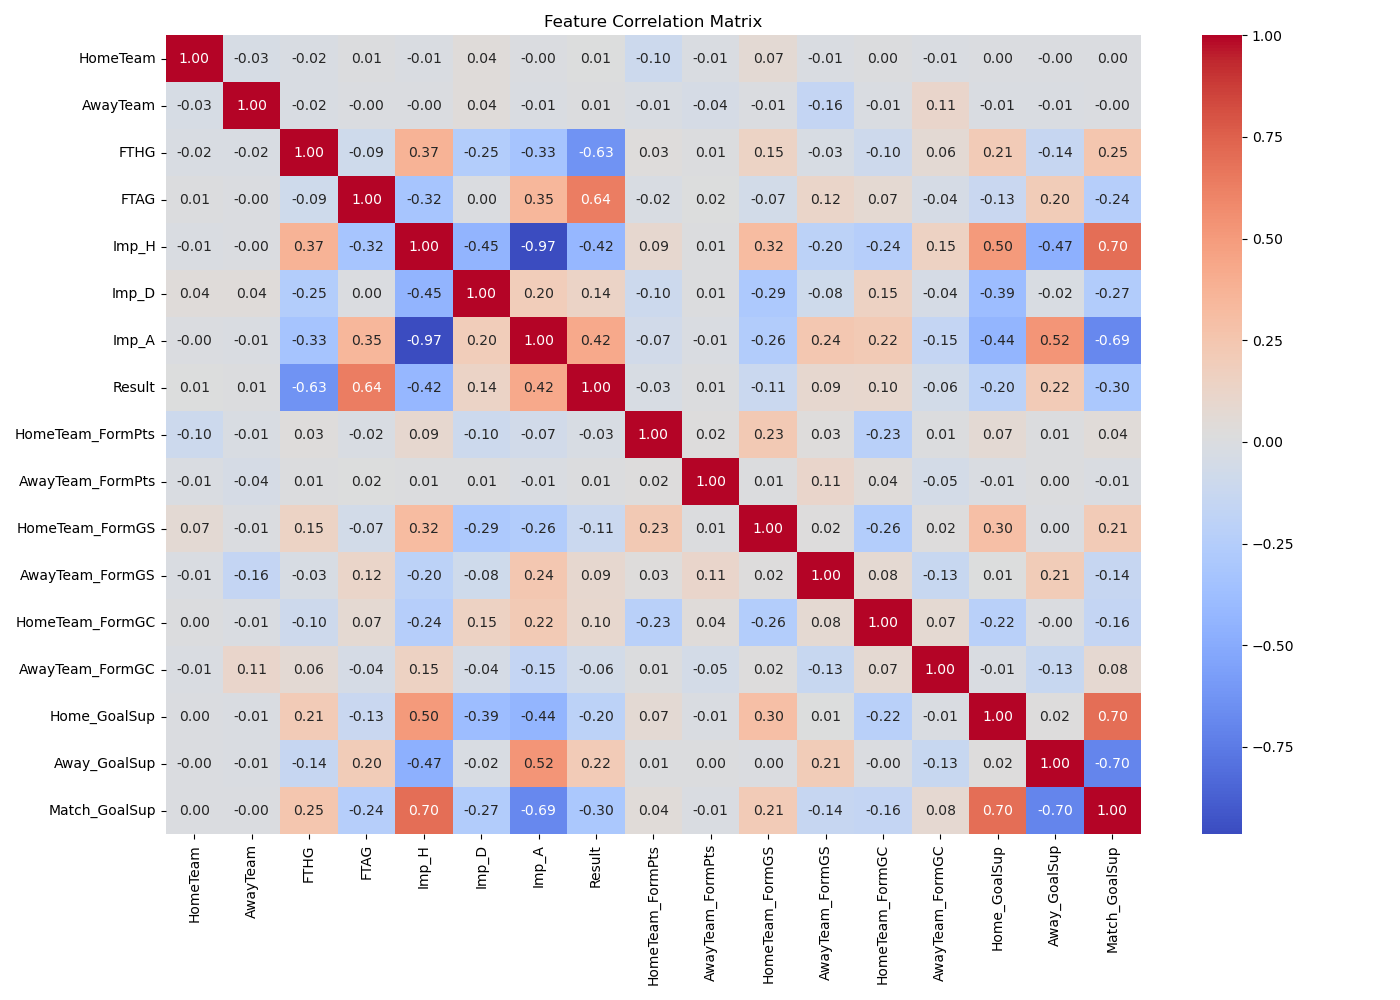 Feature Correlation Matrix
HomeTeam 1.00 -0.03 -0.02 0.01 -0.01 0.04 -0.00 0.01 -0.10 -0.01 0.07 -0.01 0.00 -0.01 0.00 -0.00 0.00
AwayTeam -0.03 1.00 -0.02 -0.00 -0.00 0.04 -0.01 0.01 -0.01 -0.04 -0.01 -0.16 -0.01 0.11 -0.01 -0.01 -0.00
FTHG -0.02 -0.02 1.00 -0.09 0.37 -0.25 -0.33 -0.63 0.03 0.01 0.15 -0.03 -0.10 0.06 0.21 -0.14 0.25
FTAG 0.01 -0.00 -0.09 1.00 -0.32 0.00 0.35 0.64 -0.02 0.02 -0.07 0.12 0.07 -0.04 -0.13 0.20 -0.24
Imp_H -0.01 -0.00 0.37 -0.32 1.00 -0.45 -0.97 -0.42 0.09 0.01 0.32 -0.20 -0.24 0.15 0.50 -0.47 0.70
Imp_D 0.04 0.04 -0.25 0.00 -0.45 1.00 0.20 0.14 -0.10 0.01 -0.29 -0.08 0.15 -0.04 -0.39 -0.02 -0.27
Imp_A -0.00 -0.01 -0.33 0.35 -0.97 0.20 1.00 0.42 -0.07 -0.01 -0.26 0.24 0.22 -0.15 -0.44 0.52 -0.69
Result 0.01 0.01 -0.63 0.64 -0.42 0.14 0.42 1.00 -0.03 0.01 -0.11 0.09 0.10 -0.06 -0.20 0.22 -0.30
HomeTeam_FormPts -0.10 -0.01 0.03 -0.02 0.09 -0.10 -0.07 -0.03 1.00 0.02 0.23 0.03 -0.23 0.01 0.07 0.01 0.04
AwayTeam_FormPts -0.01 -0.04 0.01 0.02 0.01 0.01 -0.01 0.01 0.02 1.00 0.01 0.11 0.04 -0.05 -0.01 0.00 -0.01
HomeTeam_FormGS 0.07 -0.01 0.15 -0.07 0.32 -0.29 -0.26 -0.11 0.23 0.01 1.00 0.02 -0.26 0.02 0.30 0.00 0.21
AwayTeam_FormGS -0.01 -0.16 -0.03 0.12 -0.20 -0.08 0.24 0.09 0.03 0.11 0.02 1.00 0.08 -0.13 0.01 0.21 -0.14
HomeTeam_FormGC 0.00 -0.01 -0.10 0.07 -0.24 0.15 0.22 0.10 -0.23 0.04 -0.26 0.08 1.00 0.07 -0.22 -0.00 -0.16
AwayTeam_FormGC -0.01 0.11 0.06 -0.04 0.15 -0.04 -0.15 -0.06 0.01 -0.05 0.02 -0.13 0.07 1.00 -0.01 -0.13 0.08
Home_GoalSup 0.00 -0.01 0.21 -0.13 0.50 -0.39 -0.44 -0.20 0.07 -0.01 0.30 0.01 -0.22 -0.01 1.00 0.02 0.70
Away_GoalSup -0.00 -0.01 -0.14 0.20 -0.47 -0.02 0.52 0.22 0.01 0.00 0.00 0.21 -0.00 -0.13 0.02 1.00 -0.70
Match_GoalSup 0.00 -0.00 0.25 -0.24 0.70 -0.27 -0.69 -0.30 0.04 -0.01 0.21 -0.14 -0.16 0.08 0.70 -0.70 1.00
HomeTeam
AwayTeam
FTHG
FTAG
Imp_H
Imp_D
Imp_A
Result
HomeTeam_FormPts
AwayTeam_FormPts
HomeTeam_FormGS
AwayTeam_FormGS
HomeTeam_FormGC
AwayTeam_FormGC
Home_GoalSup
Away_GoalSup
Match_GoalSup
1.00
0.75
0.50
0.25
0.00
−0.25
−0.50
−0.75